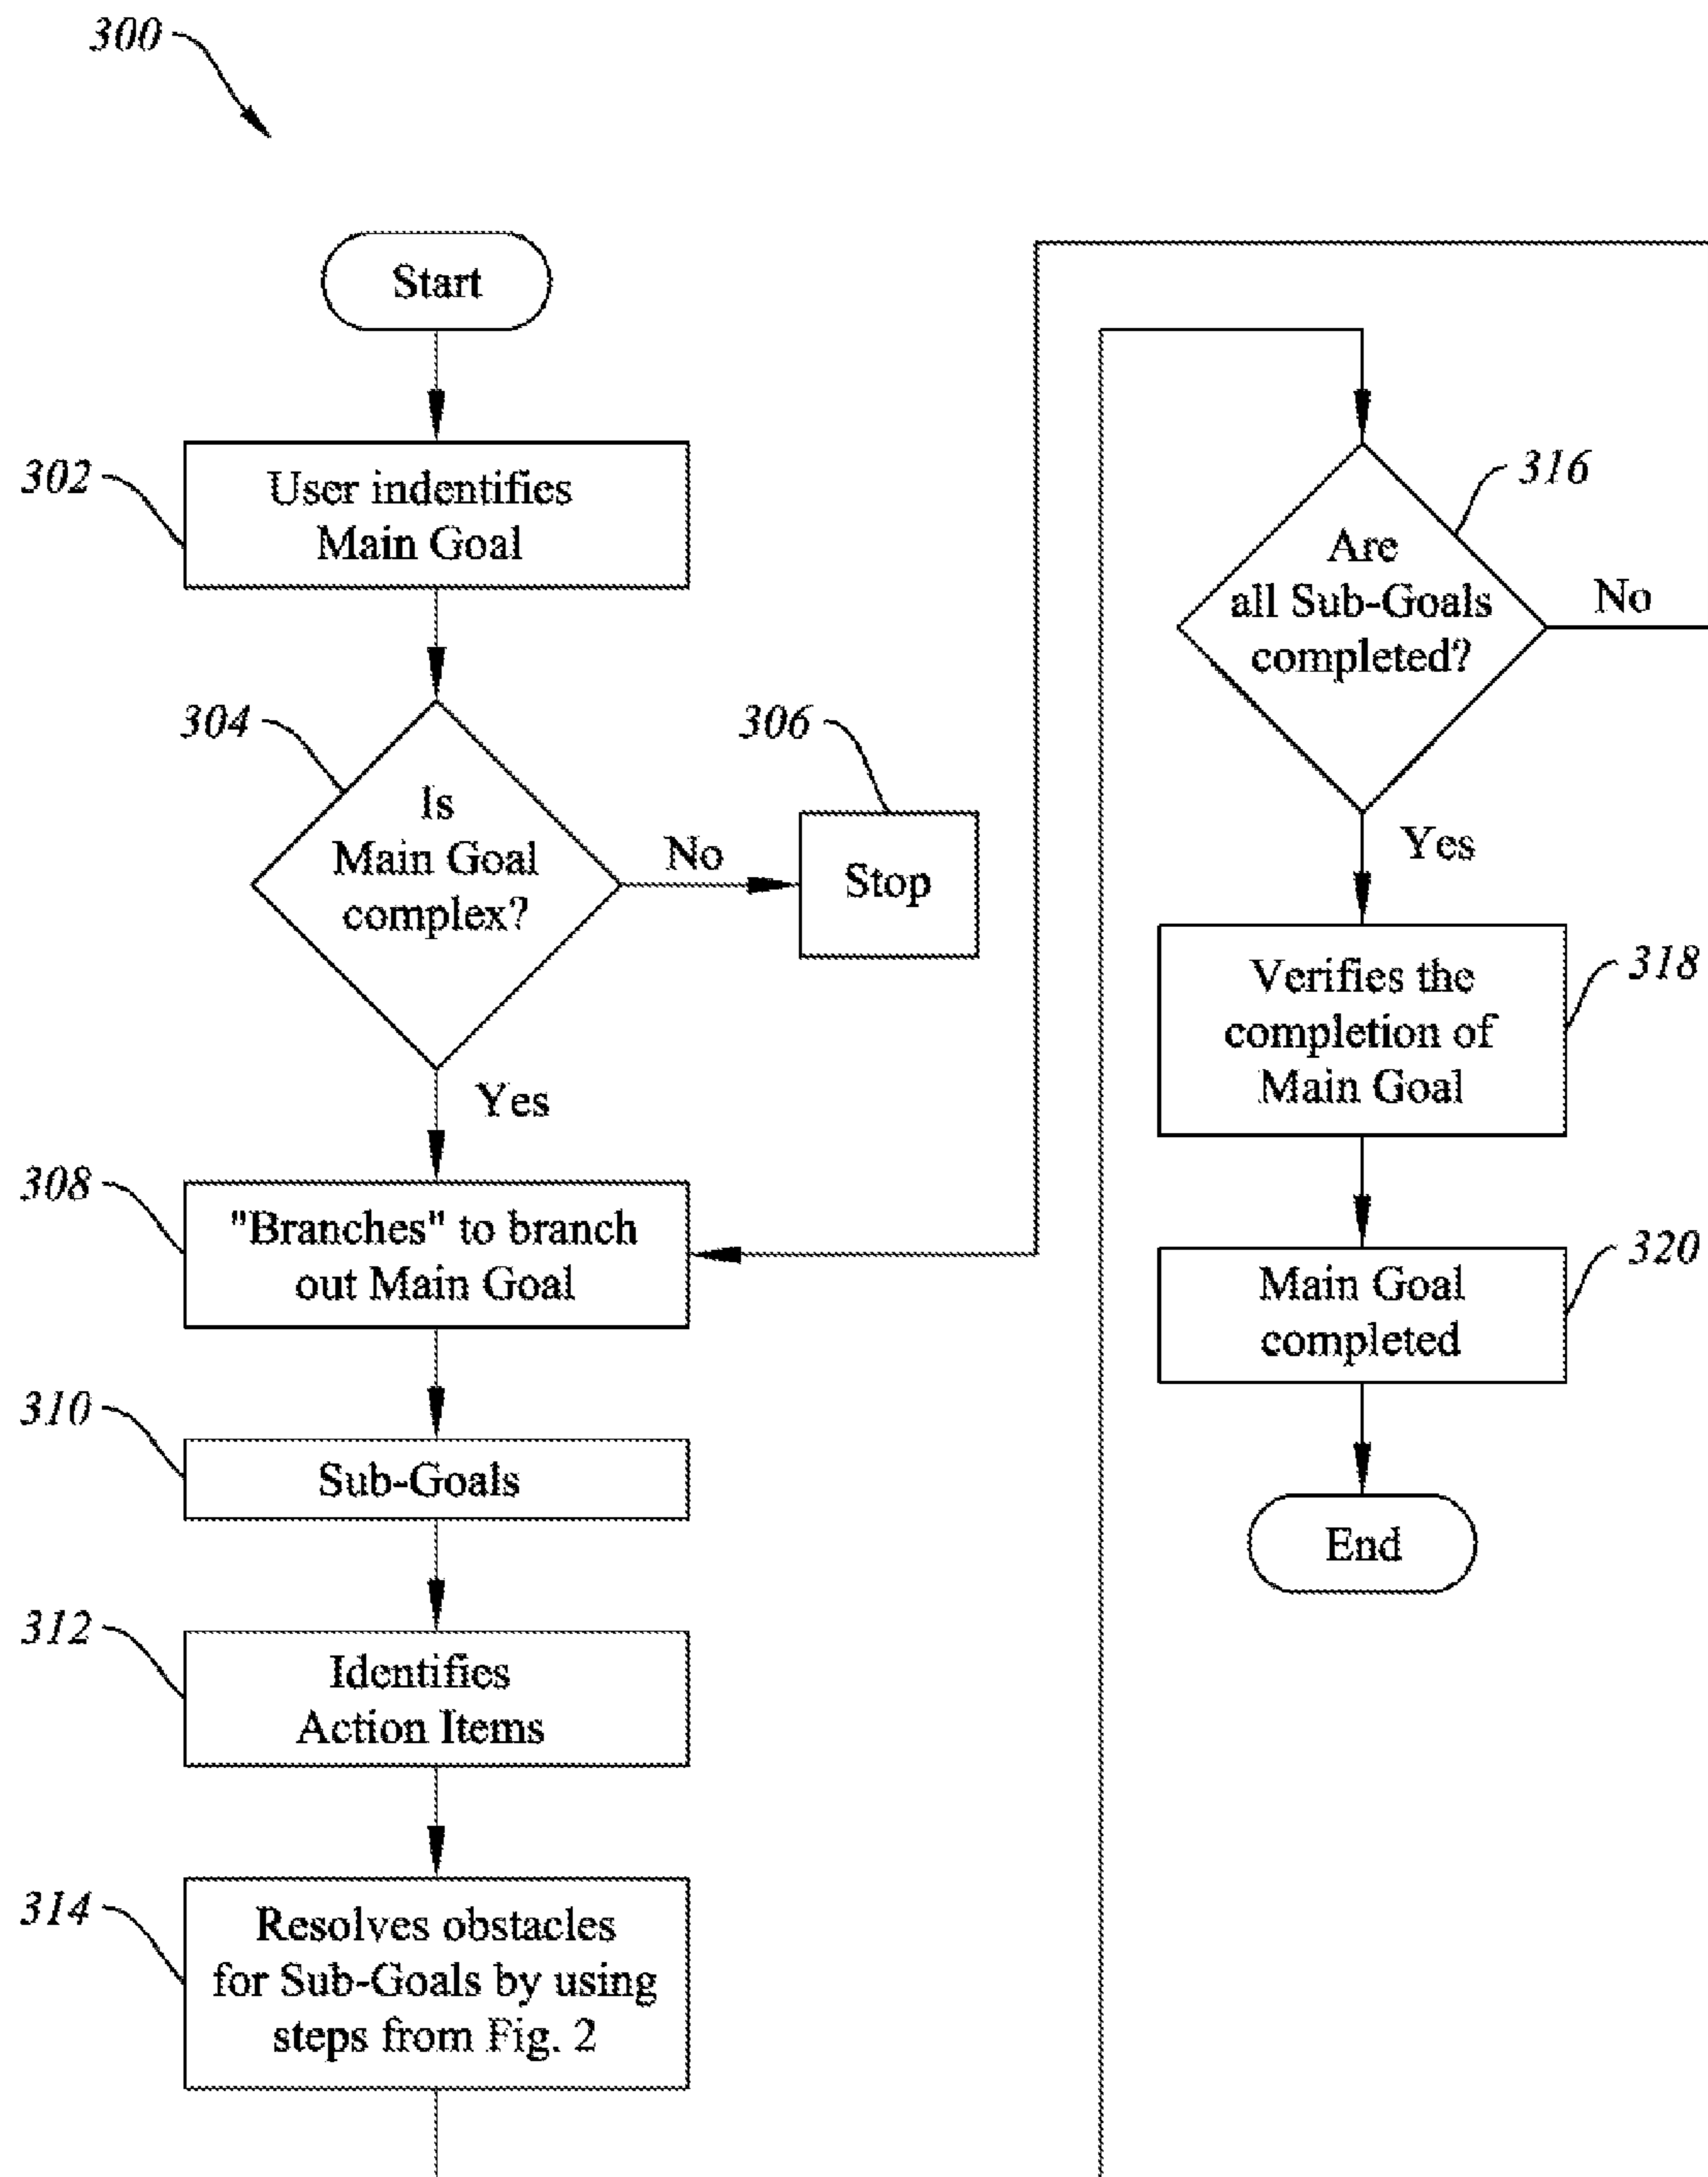 300
Start
302
User indentifies
Main Goal
304
Is
Main Goal
complex?
No
306
Stop
Yes
308
"Branches" to branch
out Main Goal
310
Sub-Goals
312
Identifies
Action Items
314
Resolves obstacles
for Sub-Goals by using
steps from Fig. 2
316
Are
all Sub-Goals
completed?
No
Yes
318
Verifies the
completion of
Main Goal
320
Main Goal
completed
End